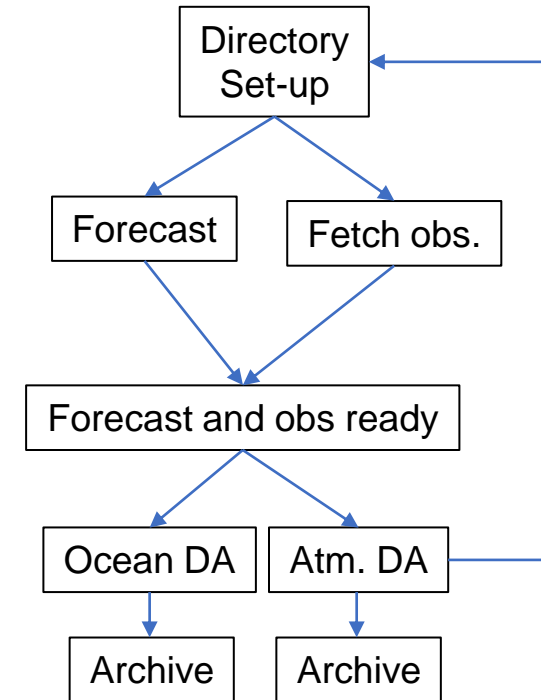 Directory
Set-up
Forecast
Fetch obs.
Forecast and obs ready
Ocean DA
Atm. DA
Archive
Archive